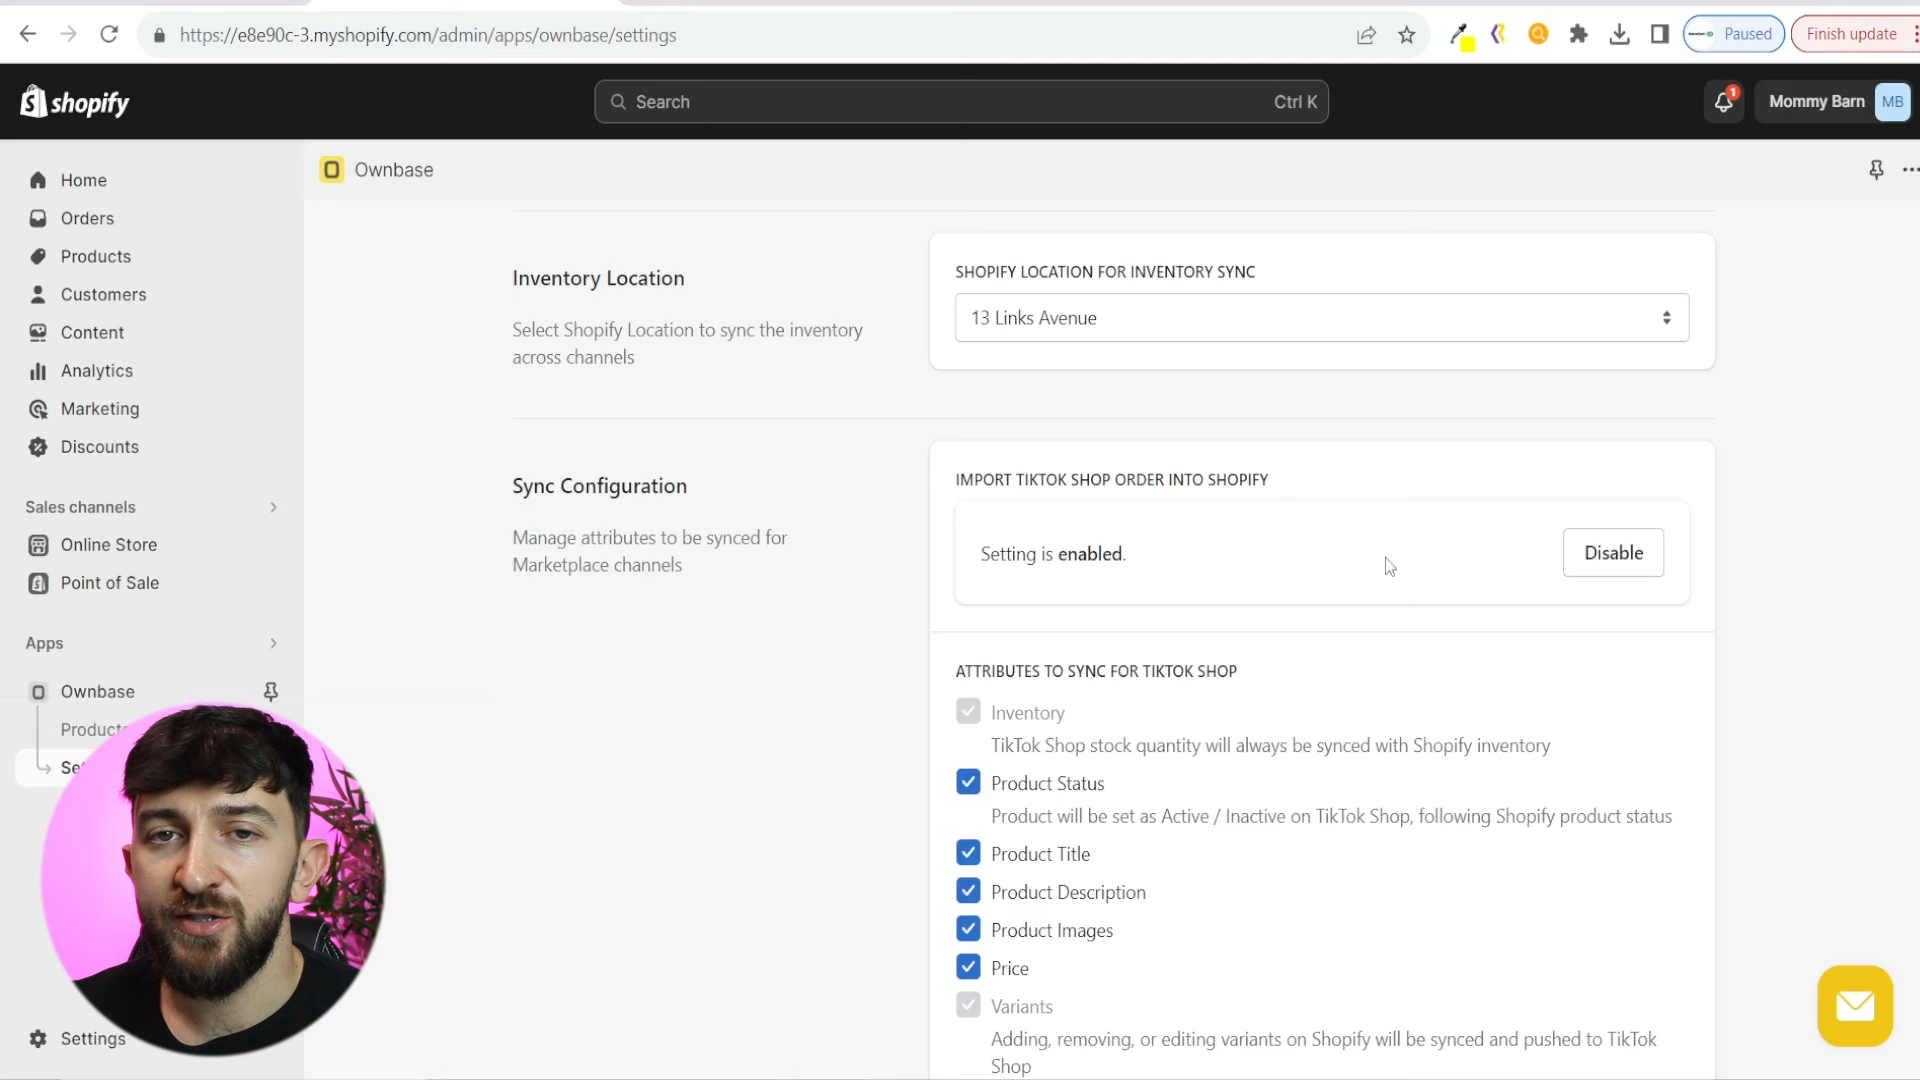 https://e8e90c-3.myshopify.com/admin/apps/ownbase/settings
Paused
Finish update
shopify
Search
Ctrl K
1
Mommy Barn
MB
Home
Orders
Products
Customers
Content
Analytics
Marketing
Discounts
Sales channels
Online Store
Point of Sale
Apps
Ownbase
Settings
Ownbase
Inventory Location
Select Shopify Location to sync the inventory
across channels
SHOPIFY LOCATION FOR INVENTORY SYNC
13 Links Avenue
Sync Configuration
Manage attributes to be synced for
Marketplace channels
IMPORT TIKTOK SHOP ORDER INTO SHOPIFY
Setting is enabled.
Disable
ATTRIBUTES TO SYNC FOR TIKTOK SHOP
Inventory
TikTok Shop stock quantity will always be synced with Shopify inventory
Product Status
Product will be set as Active / Inactive on TikTok Shop, following Shopify product status
Product Title
Product Description
Product Images
Price
Variants
Adding, removing, or editing variants on Shopify will be synced and pushed to TikTok
Shop